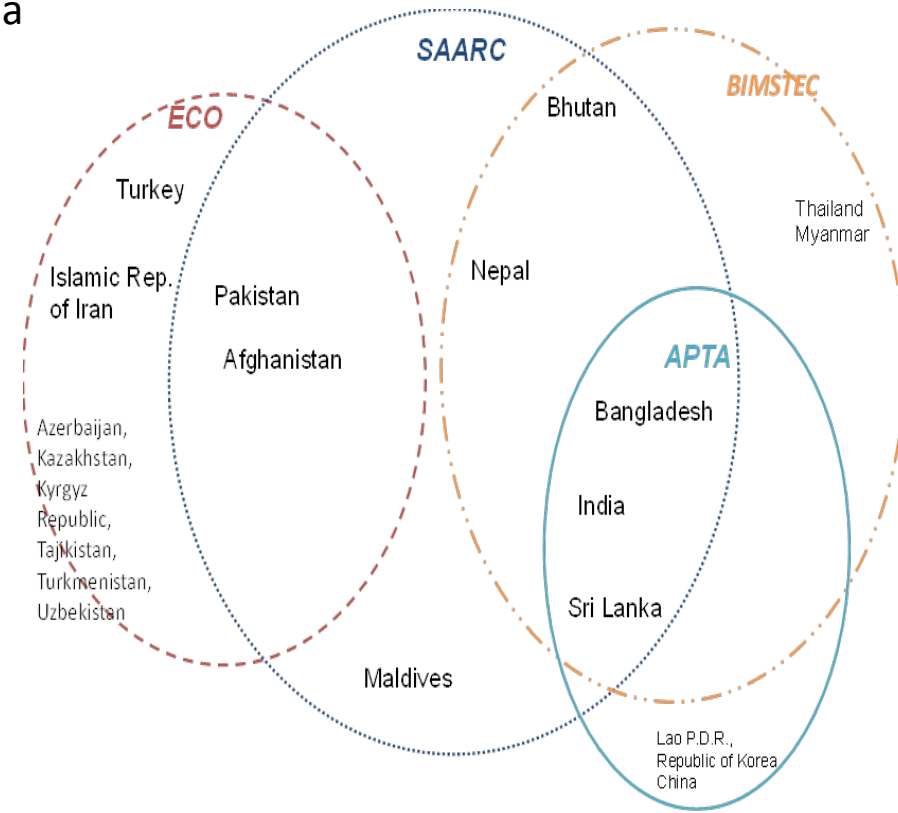 a
SAARC
BIMSTEC
ECO
Bhutan
Turkey
Thailand
Myanmar
Nepal
Islamic Rep.
of Iran
Pakistan
Afghanistan
APTA
Bangladesh
Azerbaijan,
Kazakhstan,
Kyrgyz
Republic,
Tajikistan,
Turkmenistan,
Uzbekistan
India
Sri Lanka
Maldives
Lao P.D.R.,
Republic of Korea
China